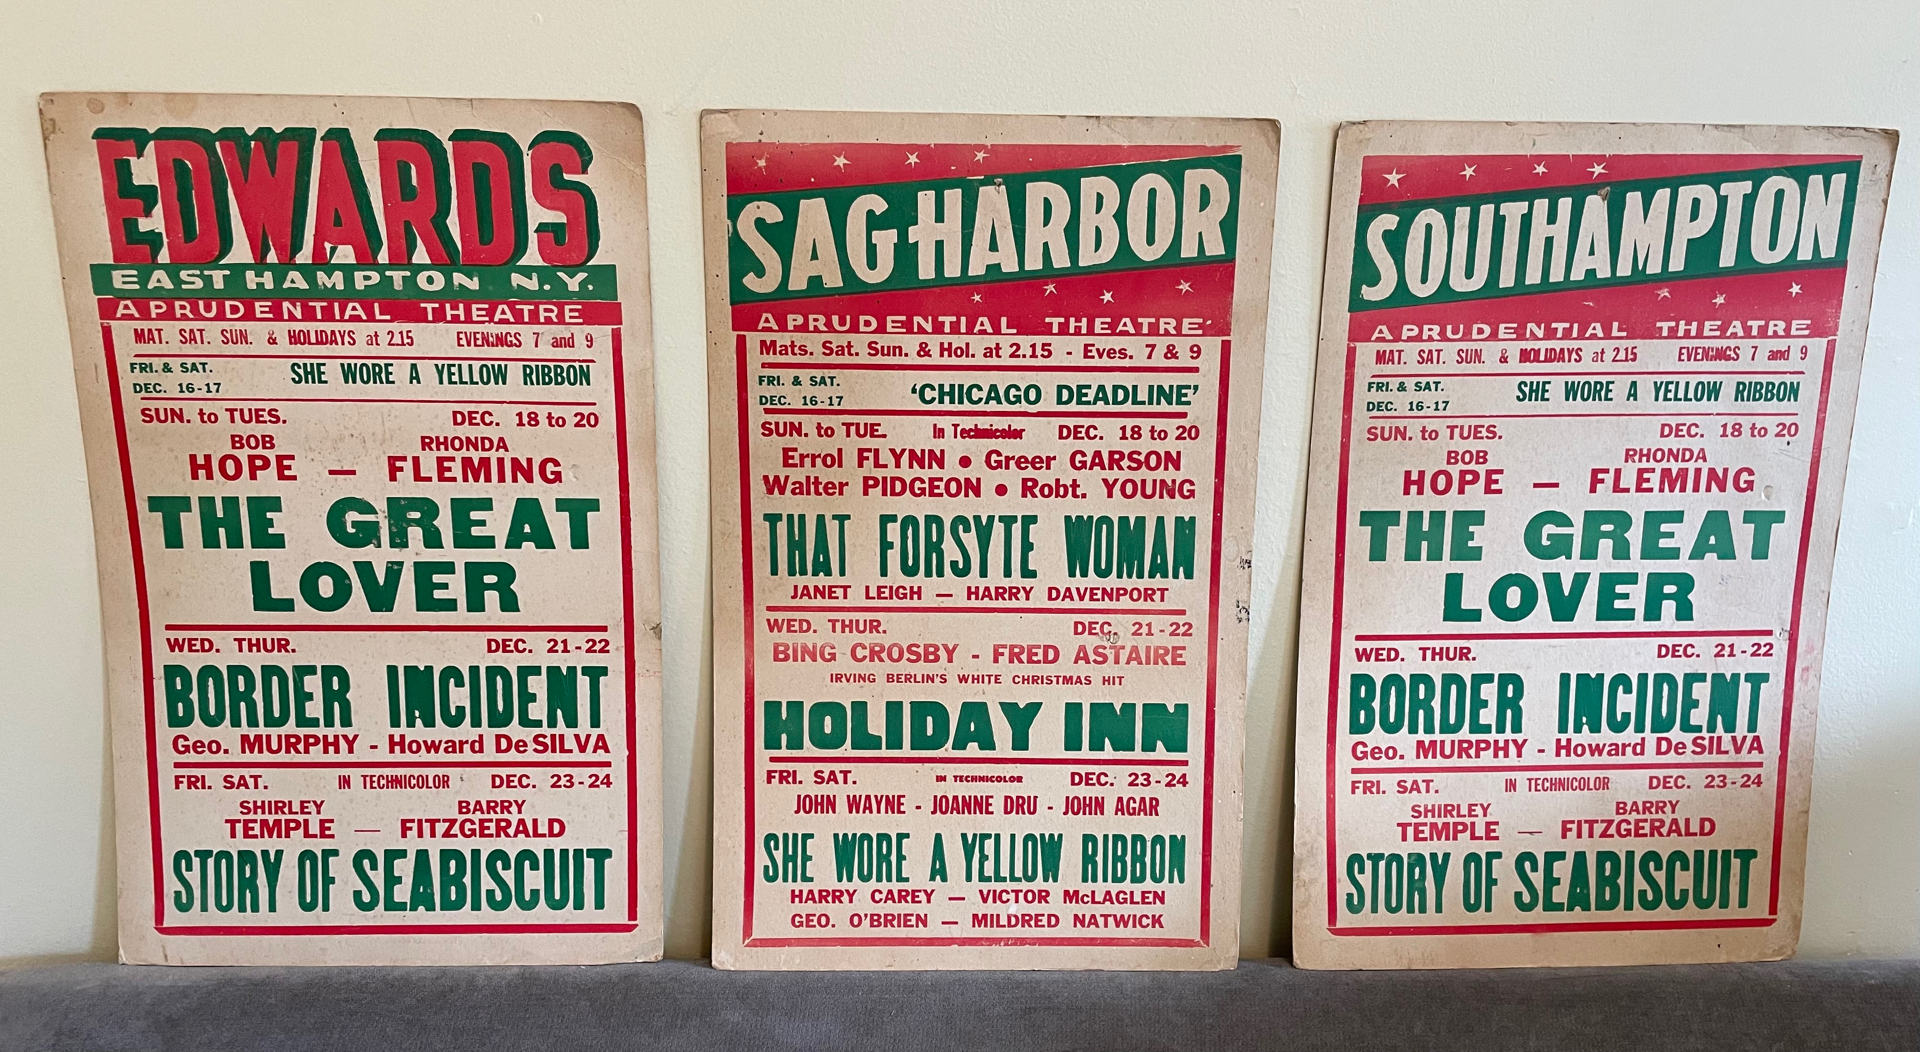 EDWARDS
EAST HAMPTON N.Y.
A PRUDENTIAL THEATRE
MAT. SAT. SUN. & HOLIDAYS at 2.15 EVENINGS 7 and 9
FRI. & SAT.
DEC. 16-17
SHE WORE A YELLOW RIBBON
SUN. to TUES. DEC. 18 to 20
BOB RHONDA
HOPE — FLEMING
THE GREAT
LOVER
WED. THUR. DEC. 21-22
BORDER INCIDENT
Geo. MURPHY - Howard DeSILVA
FRI. SAT. IN TECHNICOLOR DEC. 23-24
SHIRLEY BARRY
TEMPLE — FITZGERALD
STORY OF SEABISCUIT
SAG HARBOR
A PRUDENTIAL THEATRE
Mats. Sat. Sun. & Hol. at 2.15 - Eves. 7 & 9
FRI. & SAT.
DEC. 16-17
'CHICAGO DEADLINE'
SUN. to TUE. In Technicolor DEC. 18 to 20
Errol FLYNN • Greer GARSON
Walter PIDGEON • Robt. YOUNG
THAT FORSYTE WOMAN
JANET LEIGH — HARRY DAVENPORT
WED. THUR. DEC. 21-22
BING CROSBY - FRED ASTAIRE
IRVING BERLIN'S WHITE CHRISTMAS HIT
HOLIDAY INN
FRI. SAT. IN TECHNICOLOR DEC. 23-24
JOHN WAYNE - JOANNE DRU - JOHN AGAR
SHE WORE A YELLOW RIBBON
HARRY CAREY — VICTOR McLAGLEN
GEO. O'BRIEN — MILDRED NATWICK
SOUTHAMPTON
A PRUDENTIAL THEATRE
MAT. SAT. SUN. & HOLIDAYS at 2.15 EVENINGS 7 and 9
FRI. & SAT.
DEC. 16-17
SHE WORE A YELLOW RIBBON
SUN. to TUES. DEC. 18 to 20
BOB RHONDA
HOPE — FLEMING
THE GREAT
LOVER
WED. THUR. DEC. 21-22
BORDER INCIDENT
Geo. MURPHY - Howard DeSILVA
FRI. SAT. IN TECHNICOLOR DEC. 23-24
SHIRLEY BARRY
TEMPLE — FITZGERALD
STORY OF SEABISCUIT